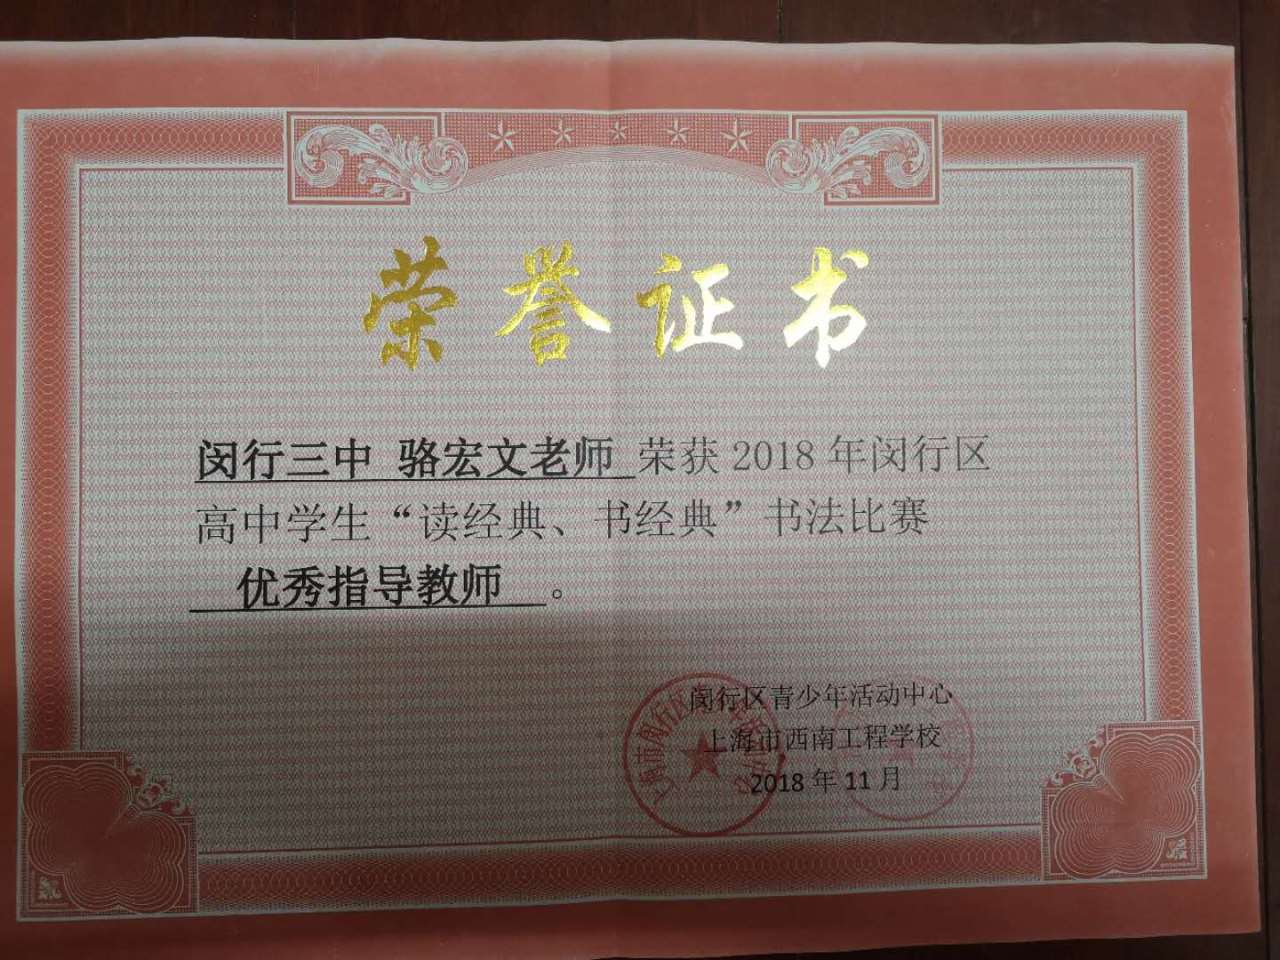 荣誉证书
闵行三中 骆宏文老师 荣获 2018 年闵行区
高中学生“读经典、书经典”书法比赛
优秀指导教师 。
闵行区青少年活动中心
上海市西南工程学校
2018 年 11 月